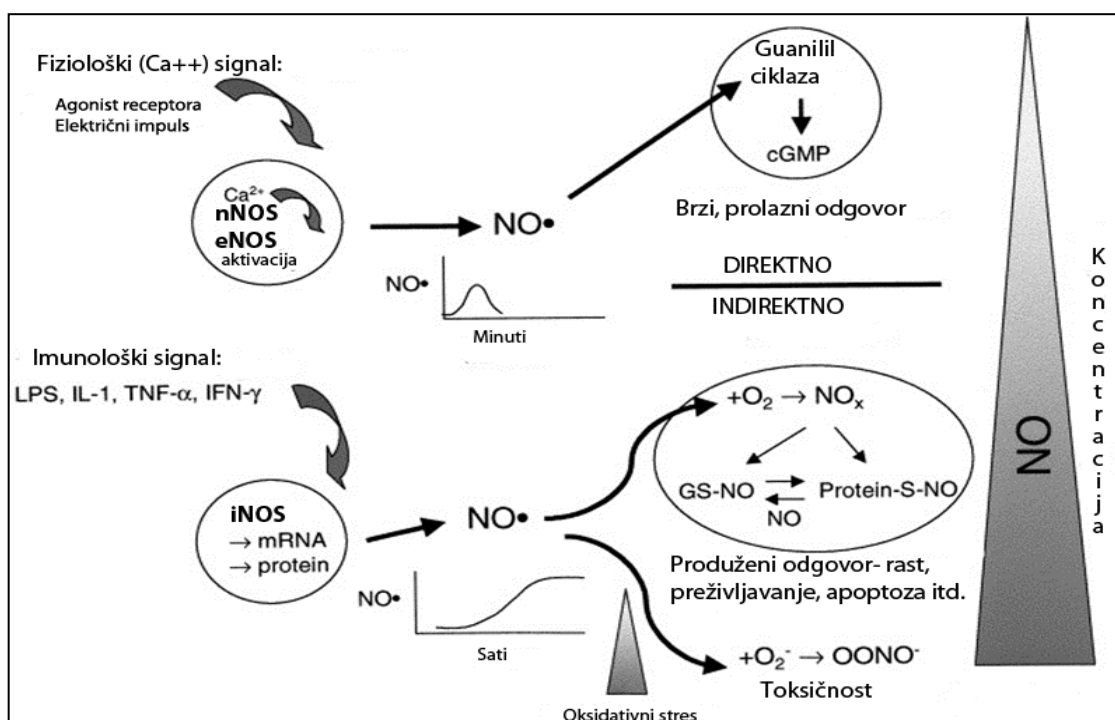 Fiziološki (Ca++) signal:
Agonist receptora
Električni impuls
Ca²⁺
nNOS
eNOS
aktivacija
NO•
Guanilil
ciklaza
cGMP
Brzi, prolazni odgovor
NO•
Minuti
DIREKTNO
INDIREKTNO
Imunološki signal:
LPS, IL-1, TNF-α, IFN-γ
iNOS
→ mRNA
→ protein
NO•
NO•
Sati
+O₂ → NOₓ
GS-NO
Protein-S-NO
NO
Produženi odgovor- rast,
preživljavanje, apoptoza itd.
+O₂⁻ → OONO⁻
Toksičnost
Oksidativni stres
NO
Koncentracija